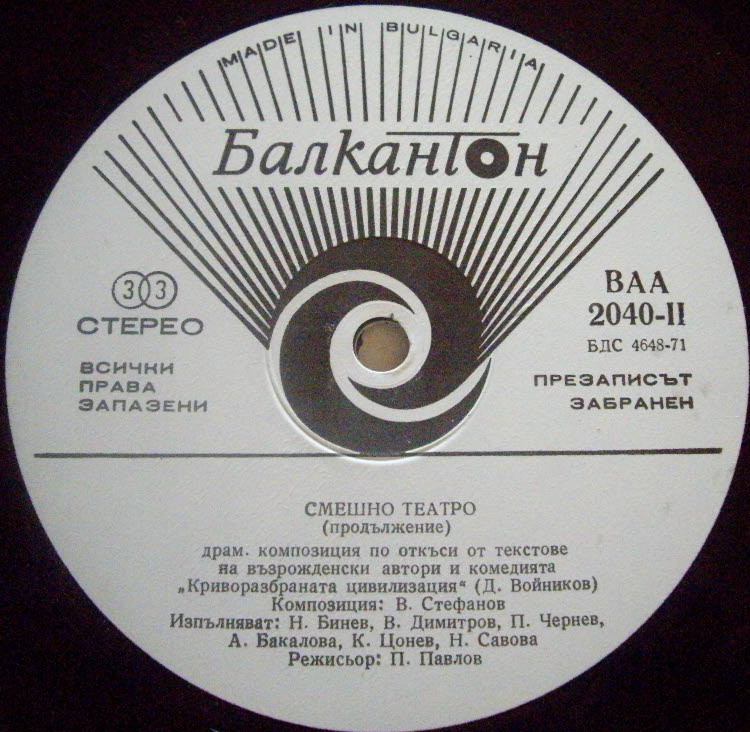 MADE IN BULGARIA
Балкантон
33
СТЕРЕО
ВСИЧКИ
ПРАВА
ЗАПАЗЕНИ
ВАА
2040-II
БДС 4648-71
ПРЕЗАПИСЪТ
ЗАБРАНЕН
СМЕШНО ТЕАТРО
(продължение)
драм. композиция по откъси от текстове
на възрожденски автори и комедията
„Криворазбраната цивилизация“ (Д. Войников)
Композиция: В. Стефанов
Изпълняват: Н. Бинев, В. Димитров, П. Чернев,
А. Бакалова, К. Цонев, Н. Савова
Режисьор: П. Павлов